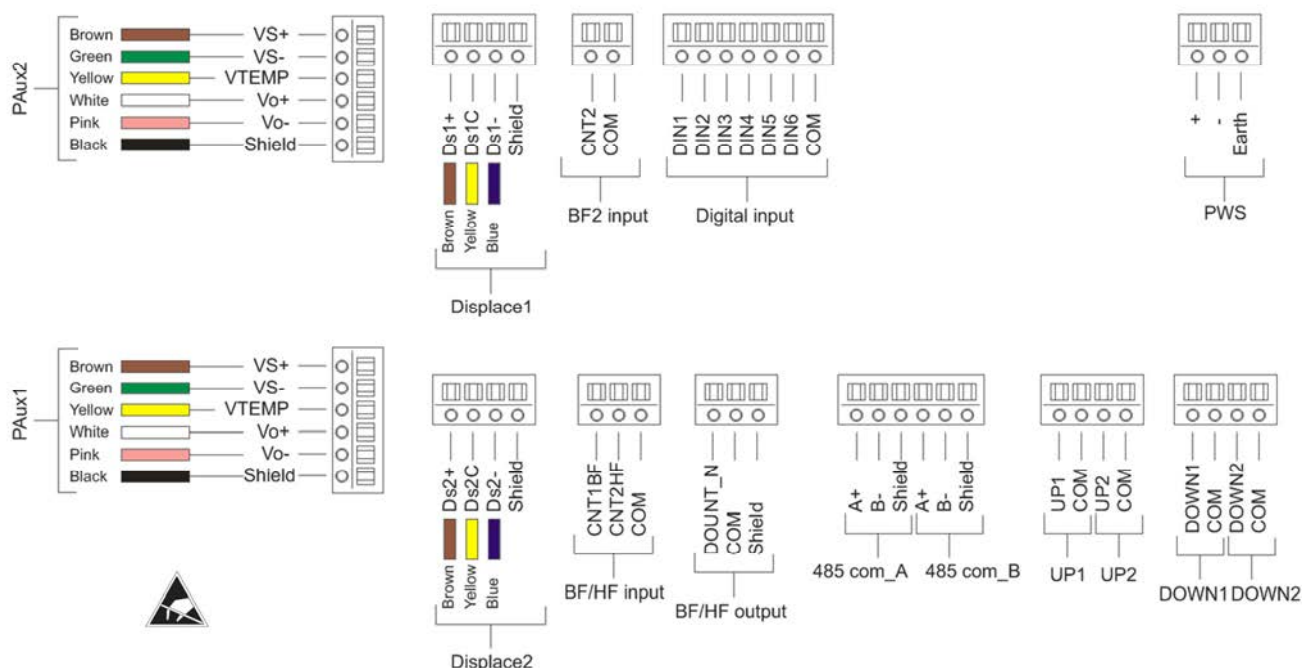 PAux2
Brown VS+
Green VS-
Yellow VTEMP
White Vo+
Pink Vo-
Black Shield
Ds1+ Ds1C Ds1- Shield
Brown Yellow Blue
Displace1
CNT2 COM
BF2 input
DIN1 DIN2 DIN3 DIN4 DIN5 DIN6 COM
Digital input
+ - Earth
PWS
PAux1
Brown VS+
Green VS-
Yellow VTEMP
White Vo+
Pink Vo-
Black Shield
Ds2+ Ds2C Ds2- Shield
Brown Yellow Blue
Displace2
CNT1BF CNT2HF COM
BF/HF input
DOUNT_N COM Shield
BF/HF output
A+ B- Shield A+ B- Shield
485 com_A 485 com_B
UP1 COM UP2 COM
UP1 UP2
DOWN1 COM DOWN2 COM
DOWN1 DOWN2